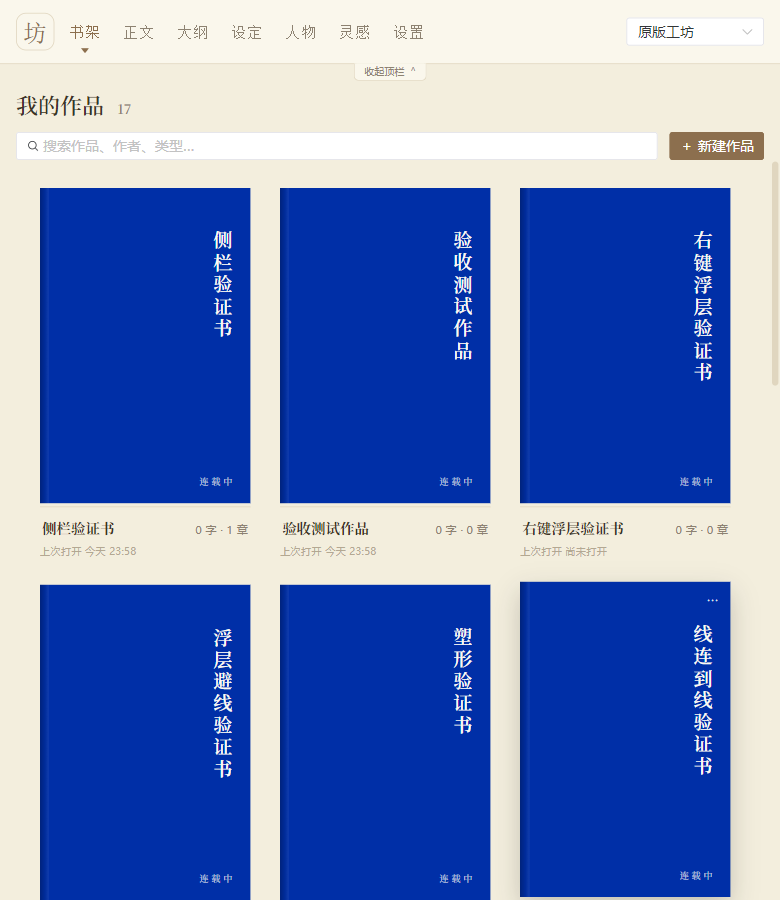 坊 书架 正文 大纲 设定 人物 灵感 设置 原版工坊
收起顶栏 ^
我的作品 17
搜索作品、作者、类型... + 新建作品
侧栏验证书
连载中
验收测试作品
连载中
右键浮层验证书
连载中
侧栏验证书 0 字 · 1 章
上次打开 今天 23:58
验收测试作品 0 字 · 0 章
上次打开 今天 23:58
右键浮层验证书 0 字 · 0 章
上次打开 尚未打开
浮层避线验证书
连载中
塑形验证书
连载中
...
线连到线验证书
连载中